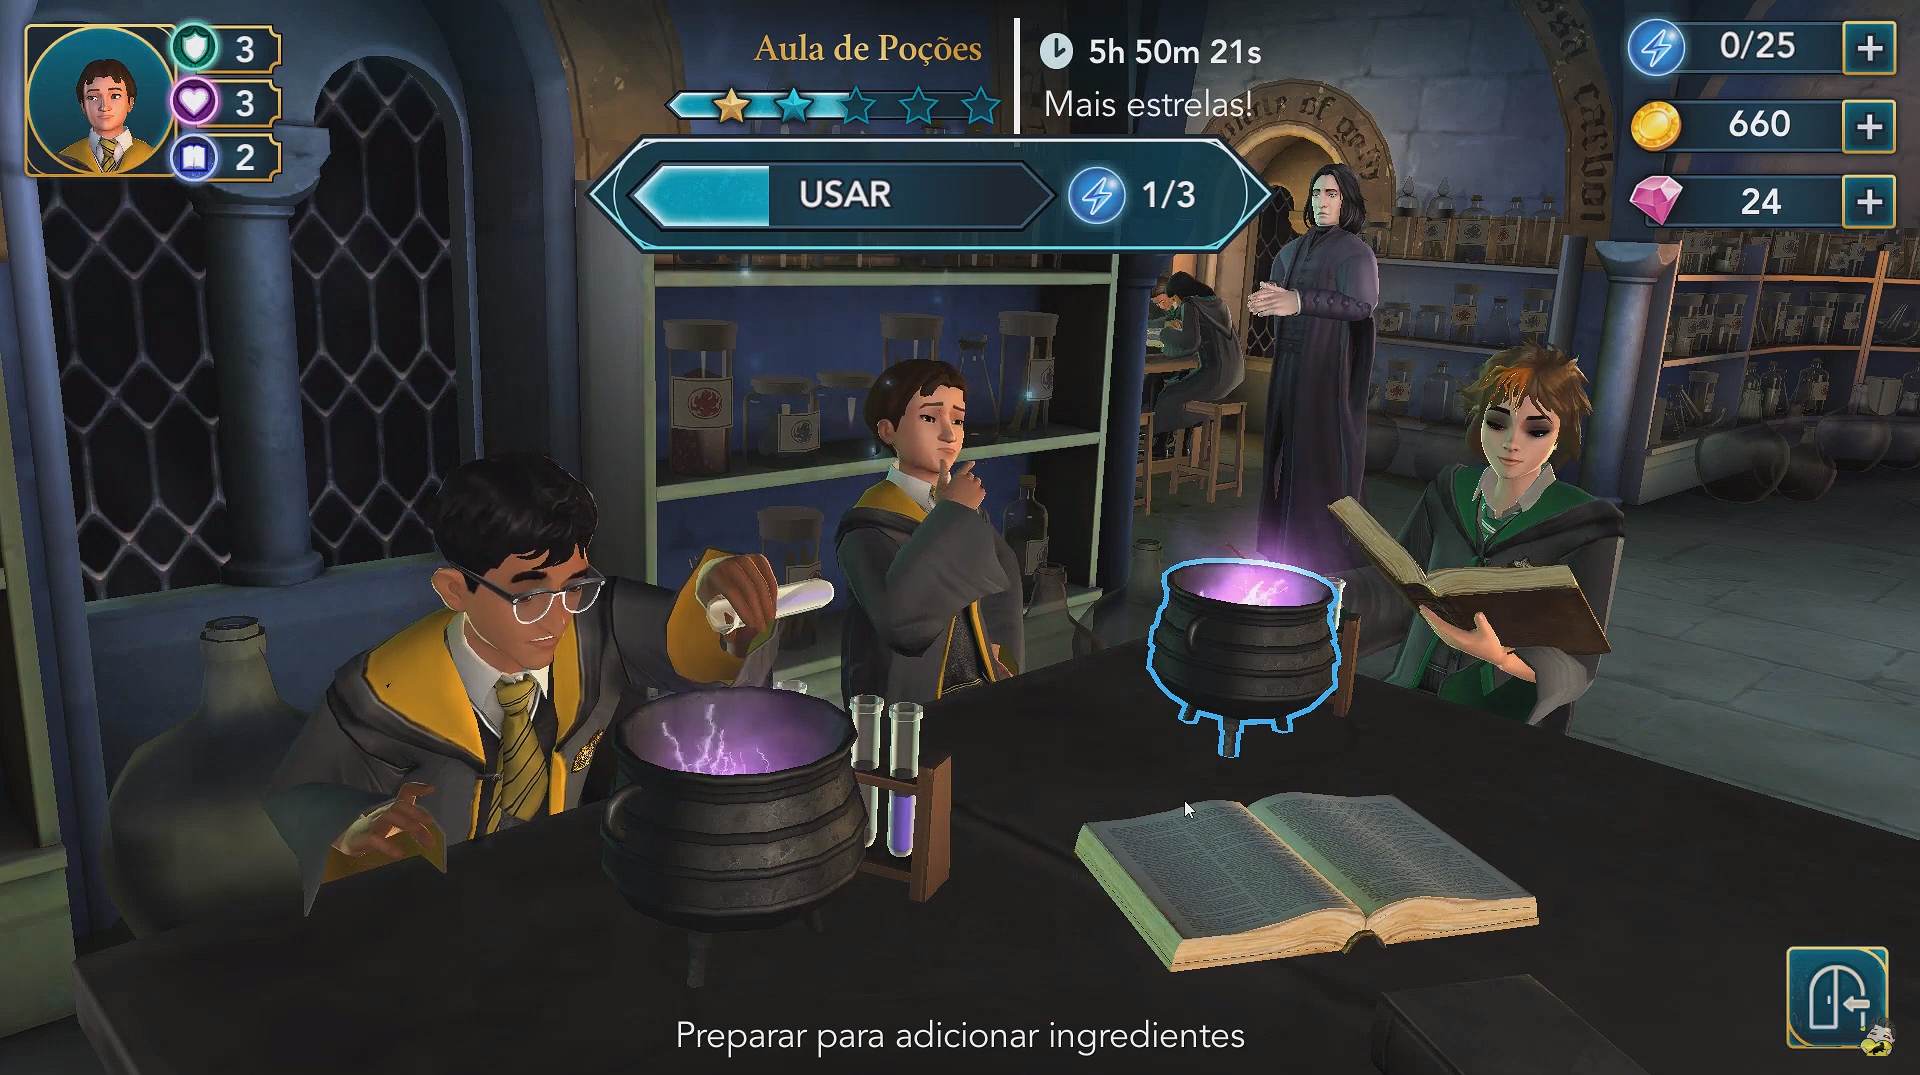 3
3
2
Aula de Poções
5h 50m 21s
Mais estrelas!
USAR
1/3
0/25
660
24
Preparar para adicionar ingredientes